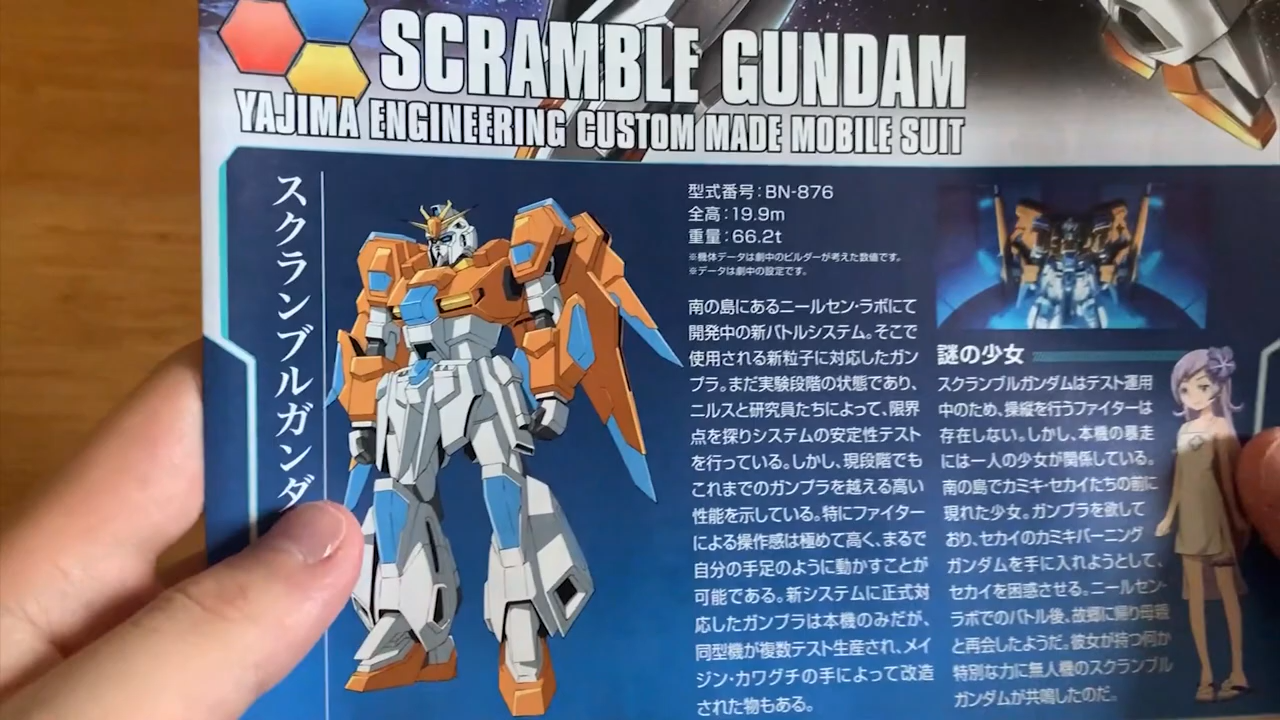 SCRAMBLE GUNDAM
YAJIMA ENGINEERING CUSTOM MADE MOBILE SUIT
スクランブルガンダ
型式番号：BN-876
全高：19.9m
重量：66.2t
※機体データは劇中のビルダーが考えた数値です。
※データは劇中の設定です。
南の島にあるニールセン・ラボにて
開発中の新バトルシステム。そこで
使用される新粒子に対応したガン
プラ。まだ実験段階の状態であり、
ニルスと研究員たちによって、限界
点を探りシステムの安定性テスト
を行っている。しかし、現段階でも
これまでのガンプラを越える高い
性能を示している。特にファイター
による操作感は極めて高く、まるで
自分の手足のように動かすことが
可能である。新システムに正式対
応したガンプラは本機のみだが、
同型機が複数テスト生産され、メイ
ジン・カワグチの手によって改造
された物もある。
謎の少女
スクランブルガンダムはテスト運用
中のため、操縦を行うファイターは
存在しない。しかし、本機の暴走
には一人の少女が関係している。
南の島でカミキ・セカイたちの前に
現れた少女。ガンプラを欲して
おり、セカイのカミキバーニング
ガンダムを手に入れようとして、
セカイを困惑させる。ニールセン・
ラボでのバトル後、故郷に帰り母親
と再会したようだ。彼女が持つ何か
特別な力に無人機のスクランブル
ガンダムが共鳴したのだ。